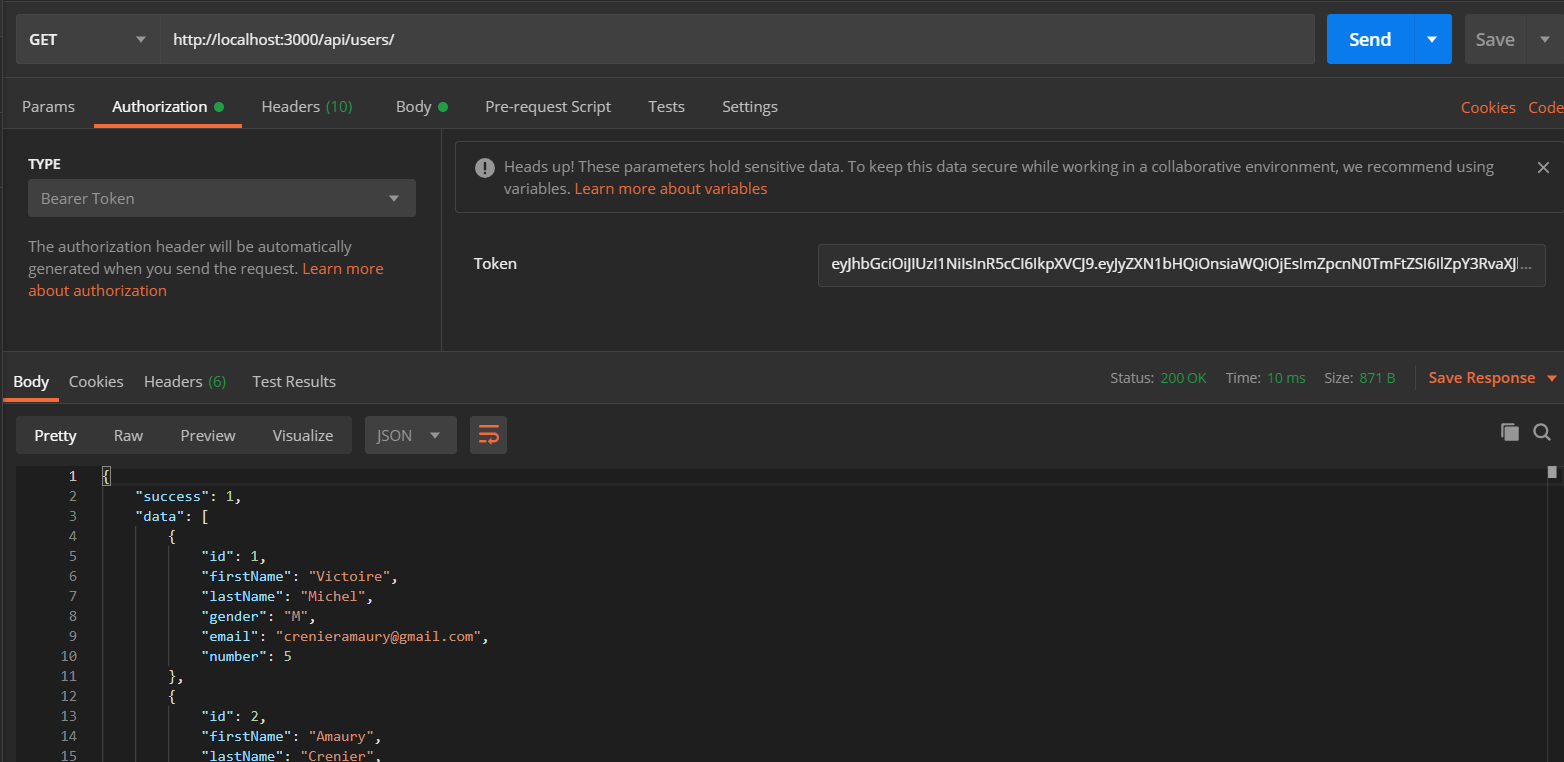 GET http://localhost:3000/api/users/ Send Save
Params Authorization Headers (10) Body Pre-request Script Tests Settings Cookies Code
TYPE
Bearer Token
The authorization header will be automatically
generated when you send the request. Learn more
about authorization
Heads up! These parameters hold sensitive data. To keep this data secure while working in a collaborative environment, we recommend using
variables. Learn more about variables
Token
Body Cookies Headers (6) Test Results Status: 200 OK Time: 10 ms Size: 871 B Save Response
Pretty Raw Preview Visualize JSON
1 {
2 "success": 1,
3 "data": [
4 {
5 "id": 1,
6 "firstName": "Victoire",
7 "lastName": "Michel",
8 "gender": "M",
9 "email": "crenieramaury@gmail.com",
10 "number": 5
11 },
12 {
13 "id": 2,
14 "firstName": "Amaury",
15 "lastName": "Crenier",